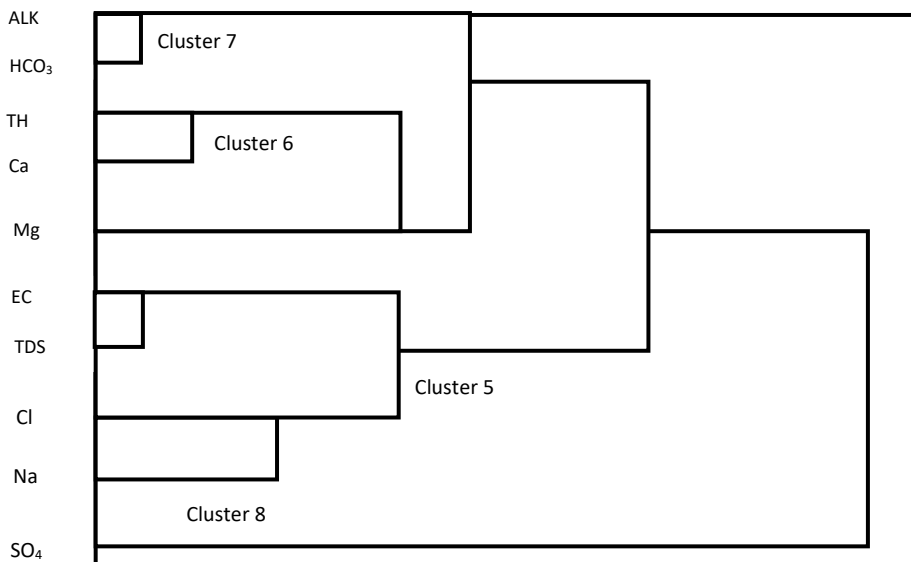 ALK
Cluster 7
HCO₃
TH
Cluster 6
Ca
Mg
EC
TDS
Cluster 5
Cl
Na
Cluster 8
SO₄